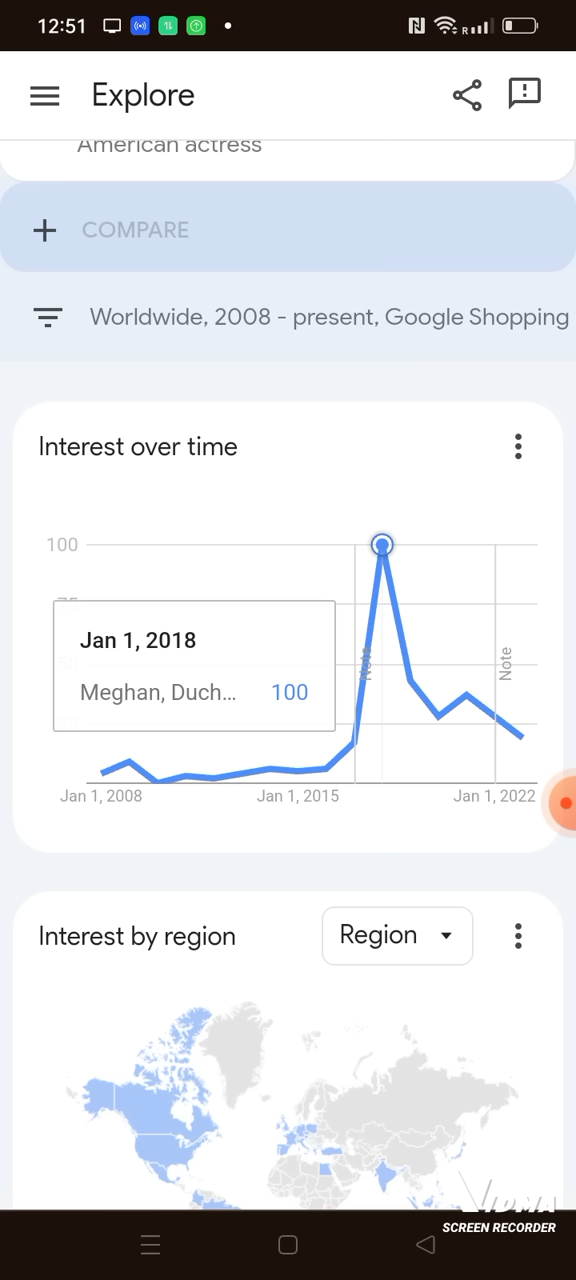 12:51
R
Explore
American actress
COMPARE
Worldwide, 2008 - present, Google Shopping
Interest over time
100
75
Jan 1, 2018
Meghan, Duch... 100
Note
Note
Jan 1, 2008
Jan 1, 2015
Jan 1, 2022
Interest by region
Region
VIDMA
SCREEN RECORDER